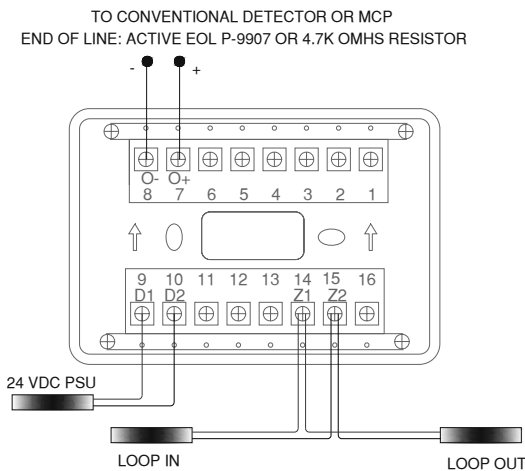 TO CONVENTIONAL DETECTOR OR MCP
END OF LINE: ACTIVE EOL P-9907 OR 4.7K OMHS RESISTOR
- +
O- O+
8 7 6 5 4 3 2 1
9 10 11 12 13 14 15 16
D1 D2 Z1 Z2
24 VDC PSU
LOOP IN
LOOP OUT